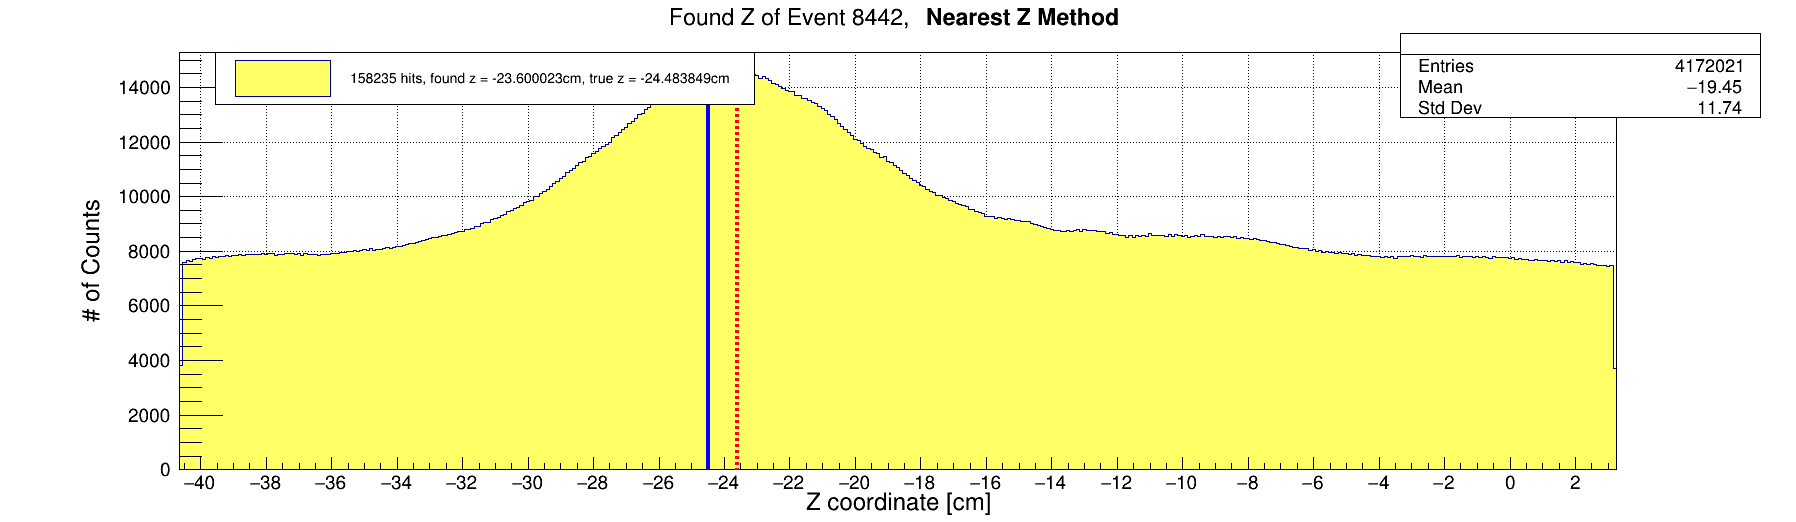 Found Z of Event 8442, Nearest Z Method
158235 hits, found z = -23.600023cm, true z = -24.483849cm
Entries 4172021
Mean −19.45
Std Dev 11.74
# of Counts
14000
12000
10000
8000
6000
4000
2000
0
−40 −38 −36 −34 −32 −30 −28 −26 −24 −22 −20 −18 −16 −14 −12 −10 −8 −6 −4 −2 0 2
Z coordinate [cm]